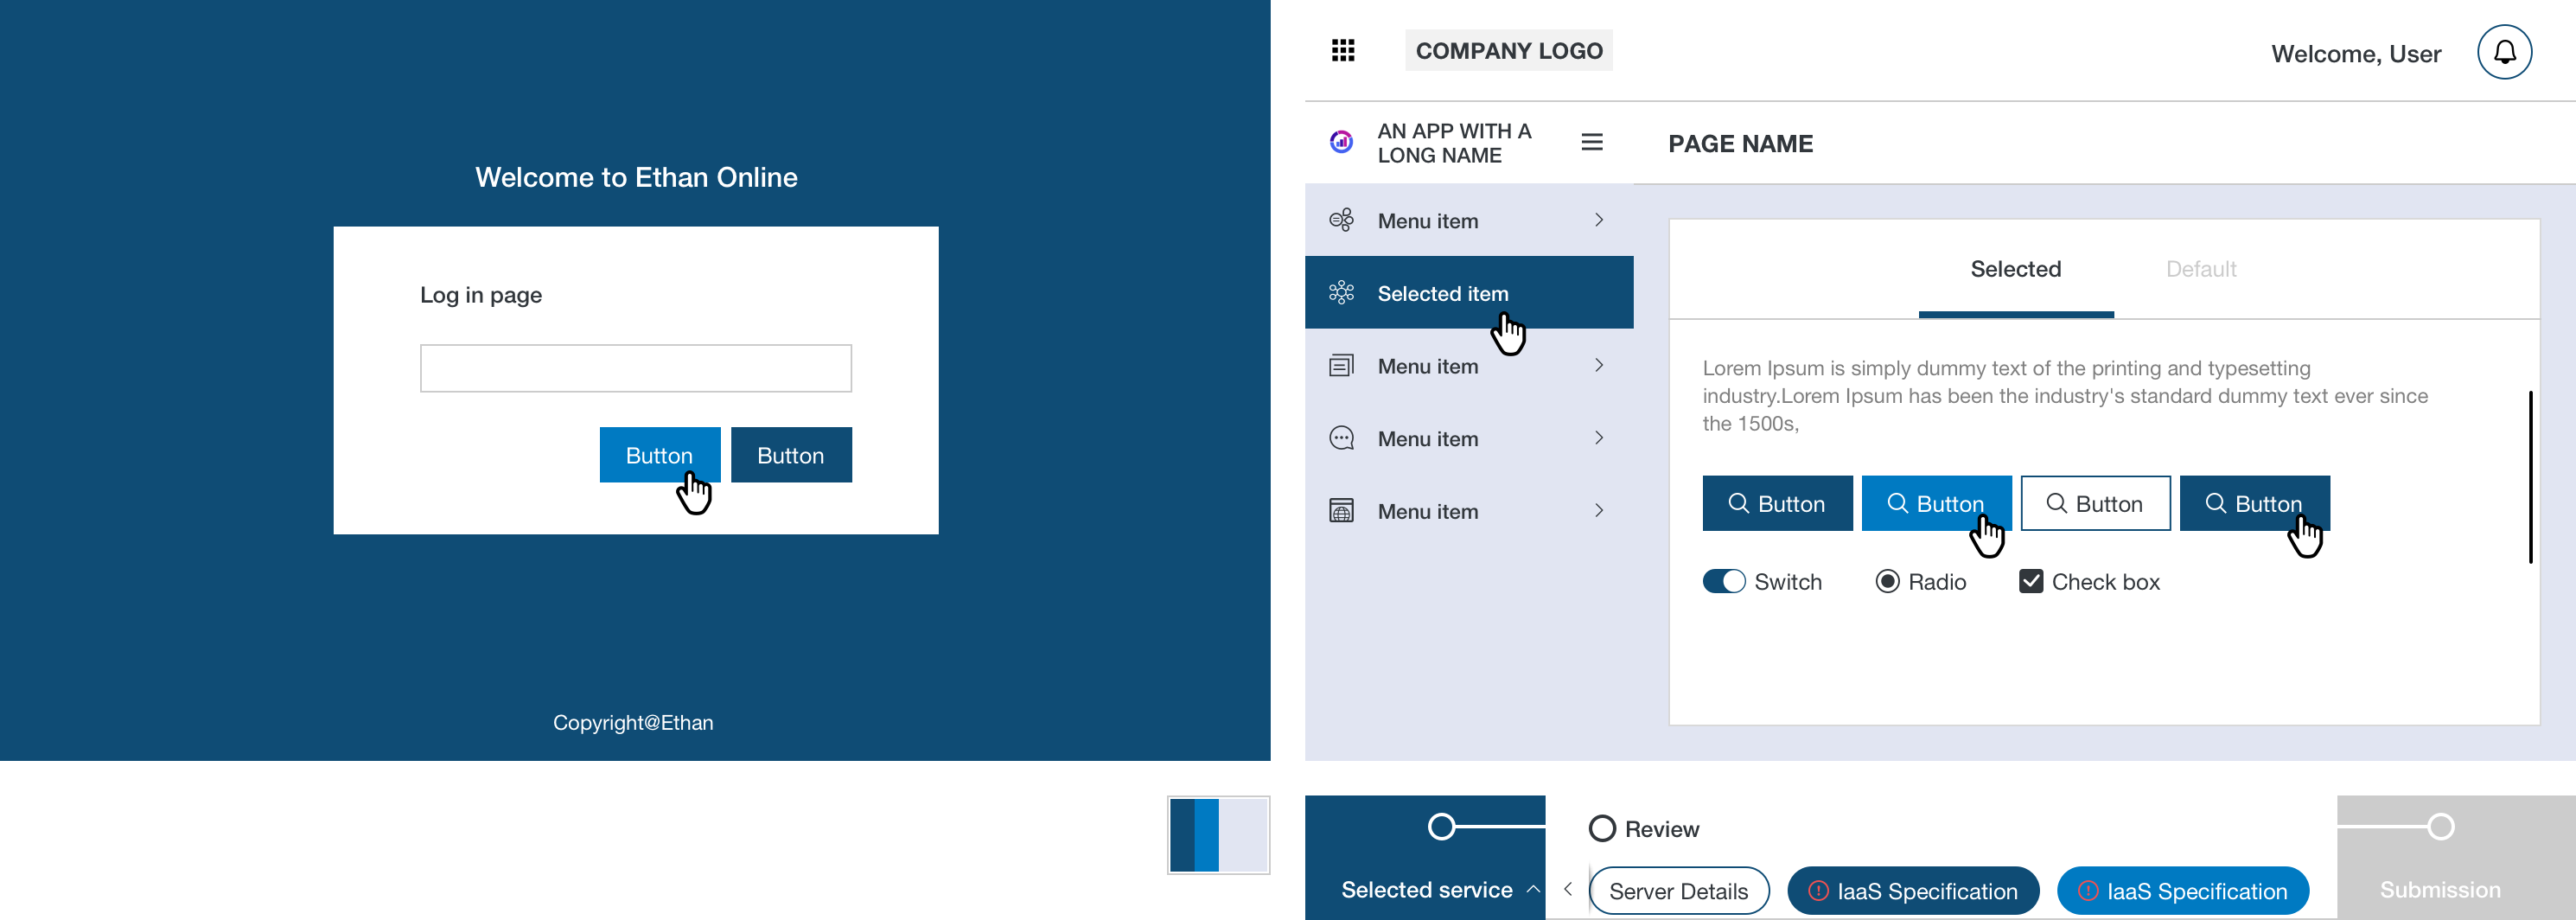 Welcome to Ethan Online
Log in page
Button
Button
Copyright@Ethan
COMPANY LOGO
Welcome, User
AN APP WITH A
LONG NAME
PAGE NAME
Menu item
Selected item
Menu item
Menu item
Menu item
Selected
Default
Lorem Ipsum is simply dummy text of the printing and typesetting
industry.Lorem Ipsum has been the industry's standard dummy text ever since
the 1500s,
Button
Button
Button
Button
Switch
Radio
Check box
Selected service
Review
Server Details
IaaS Specification
IaaS Specification
Submission